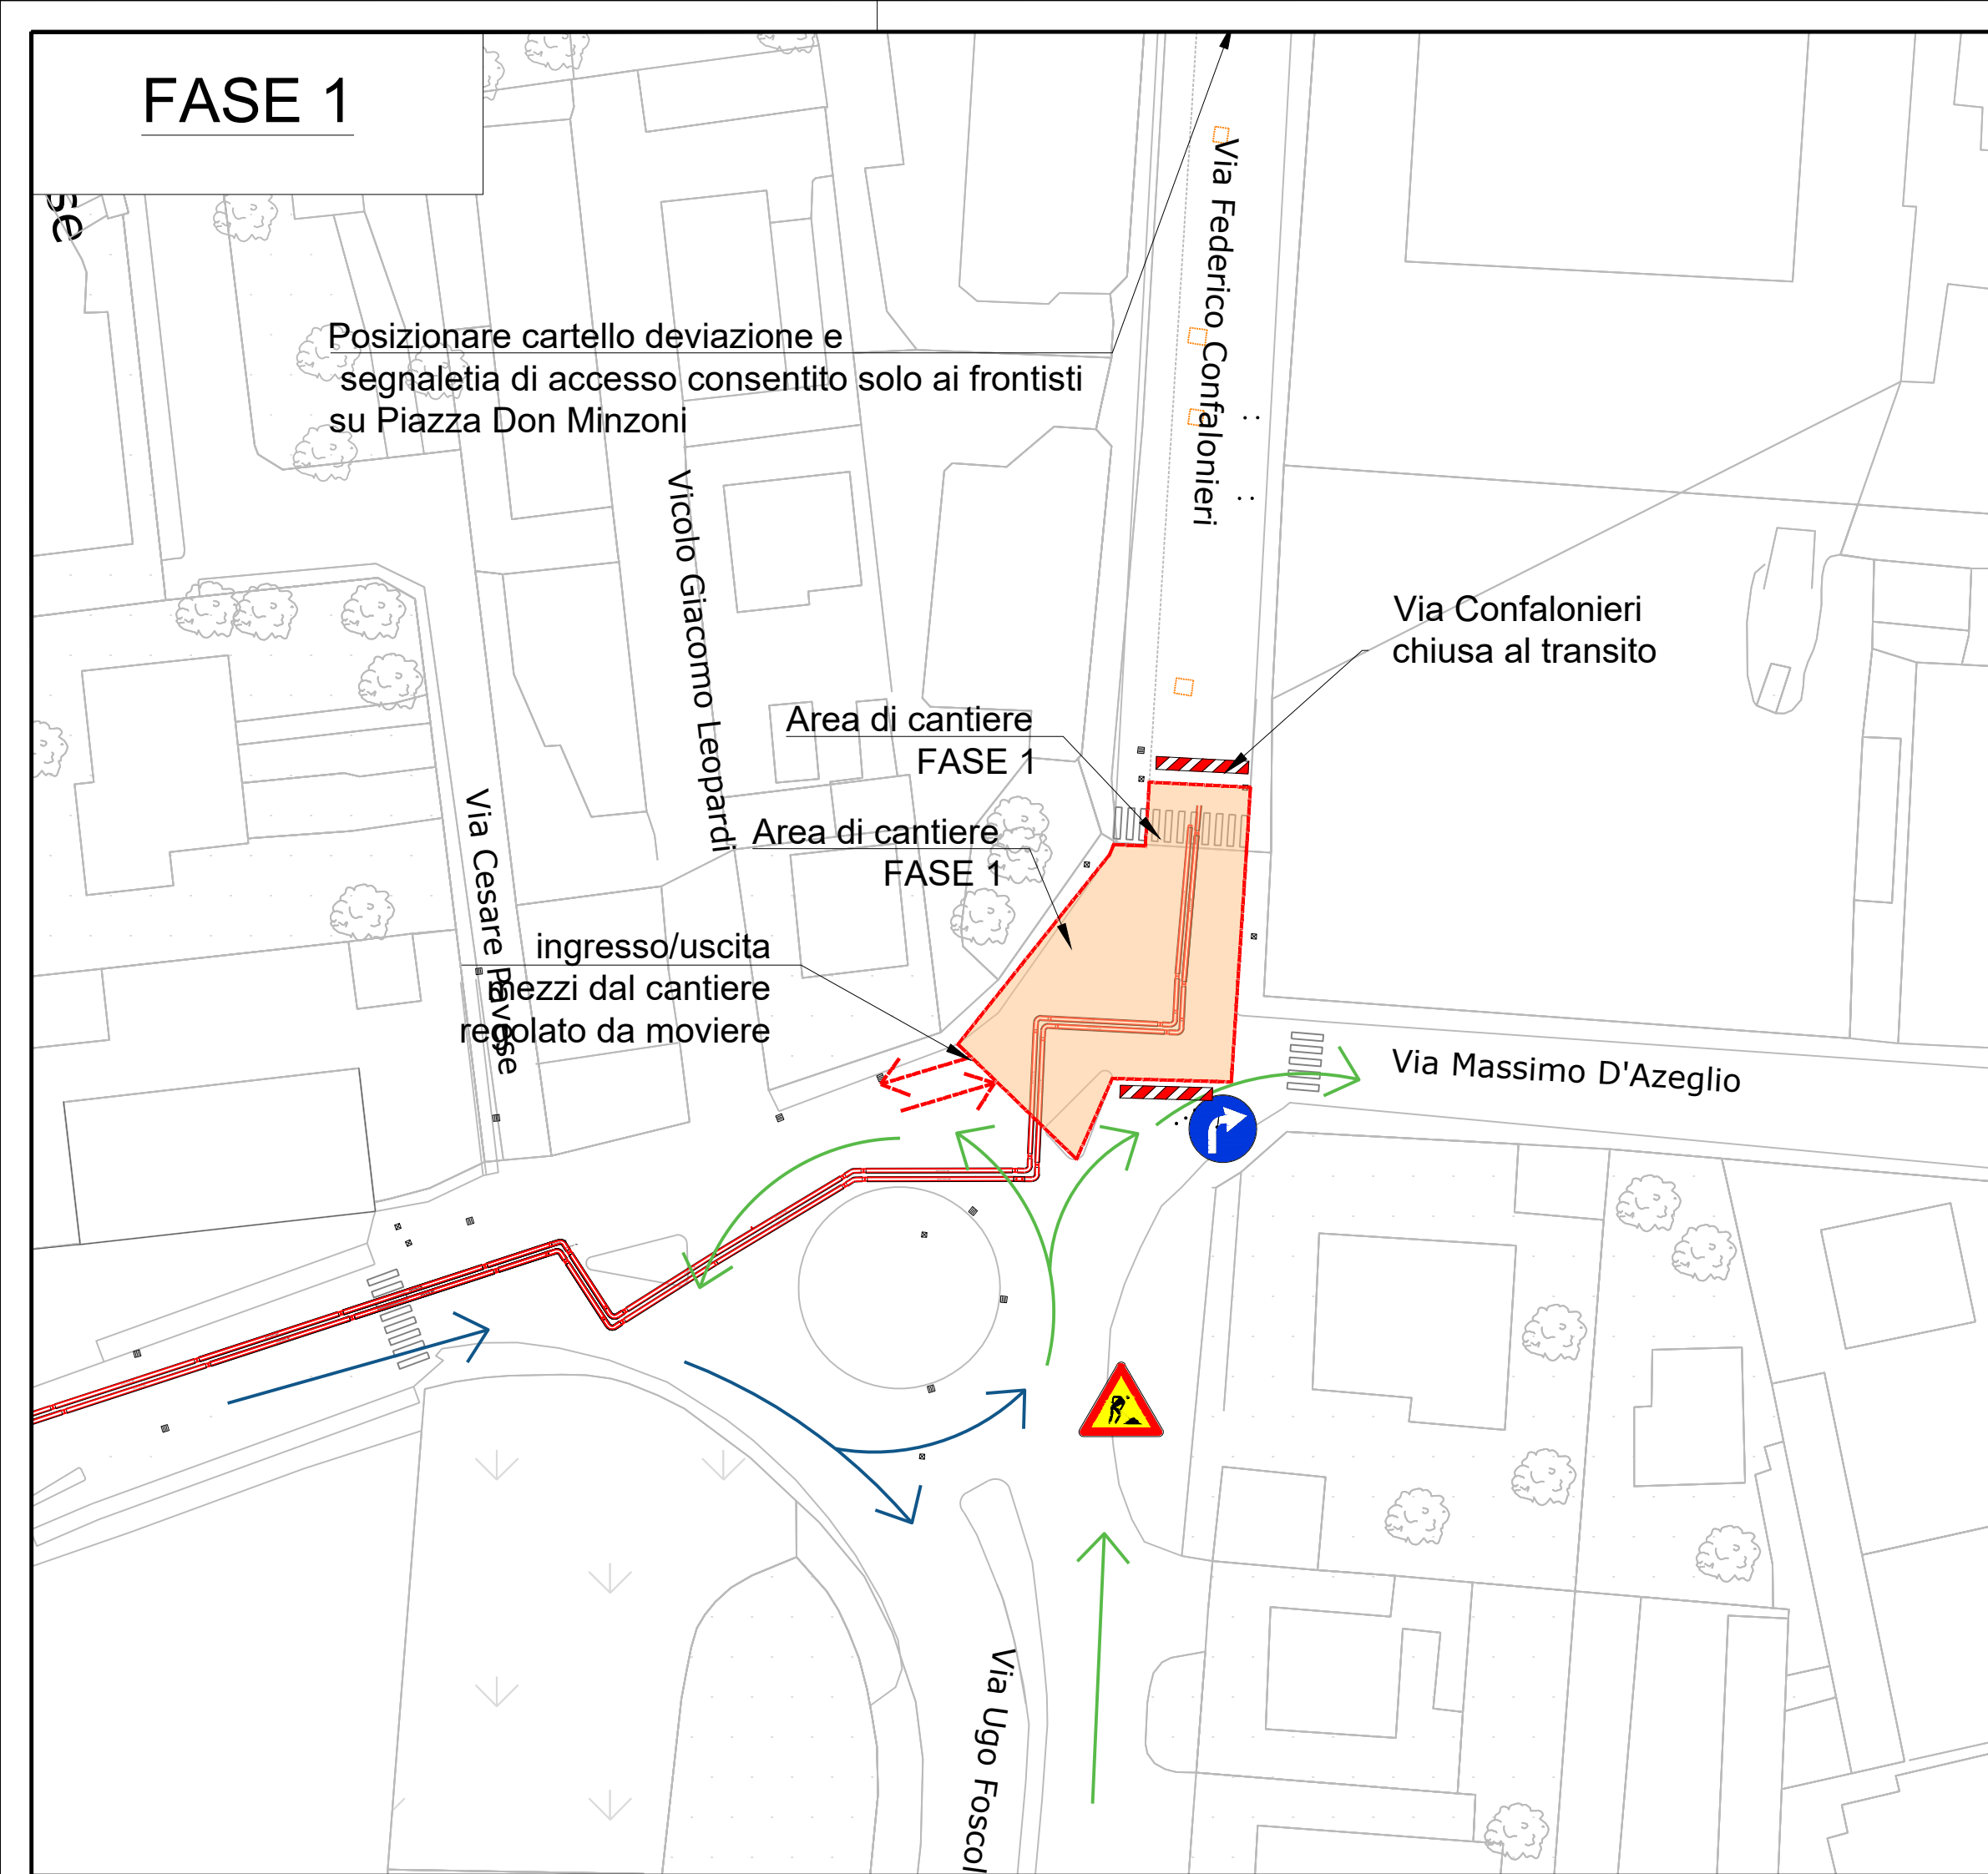 FASE 1
se
Posizionare cartello deviazione e
segnaletia di accesso consentito solo ai frontisti
su Piazza Don Minzoni
Via Federico Confalonieri
Vicolo Giacomo Leopardi
Via Confalonieri
chiusa al transito
Area di cantiere
FASE 1
Area di cantiere
FASE 1
Via Cesare Pavese
ingresso/uscita
mezzi dal cantiere
regolato da moviere
Via Massimo D'Azeglio
Via Ugo Foscol